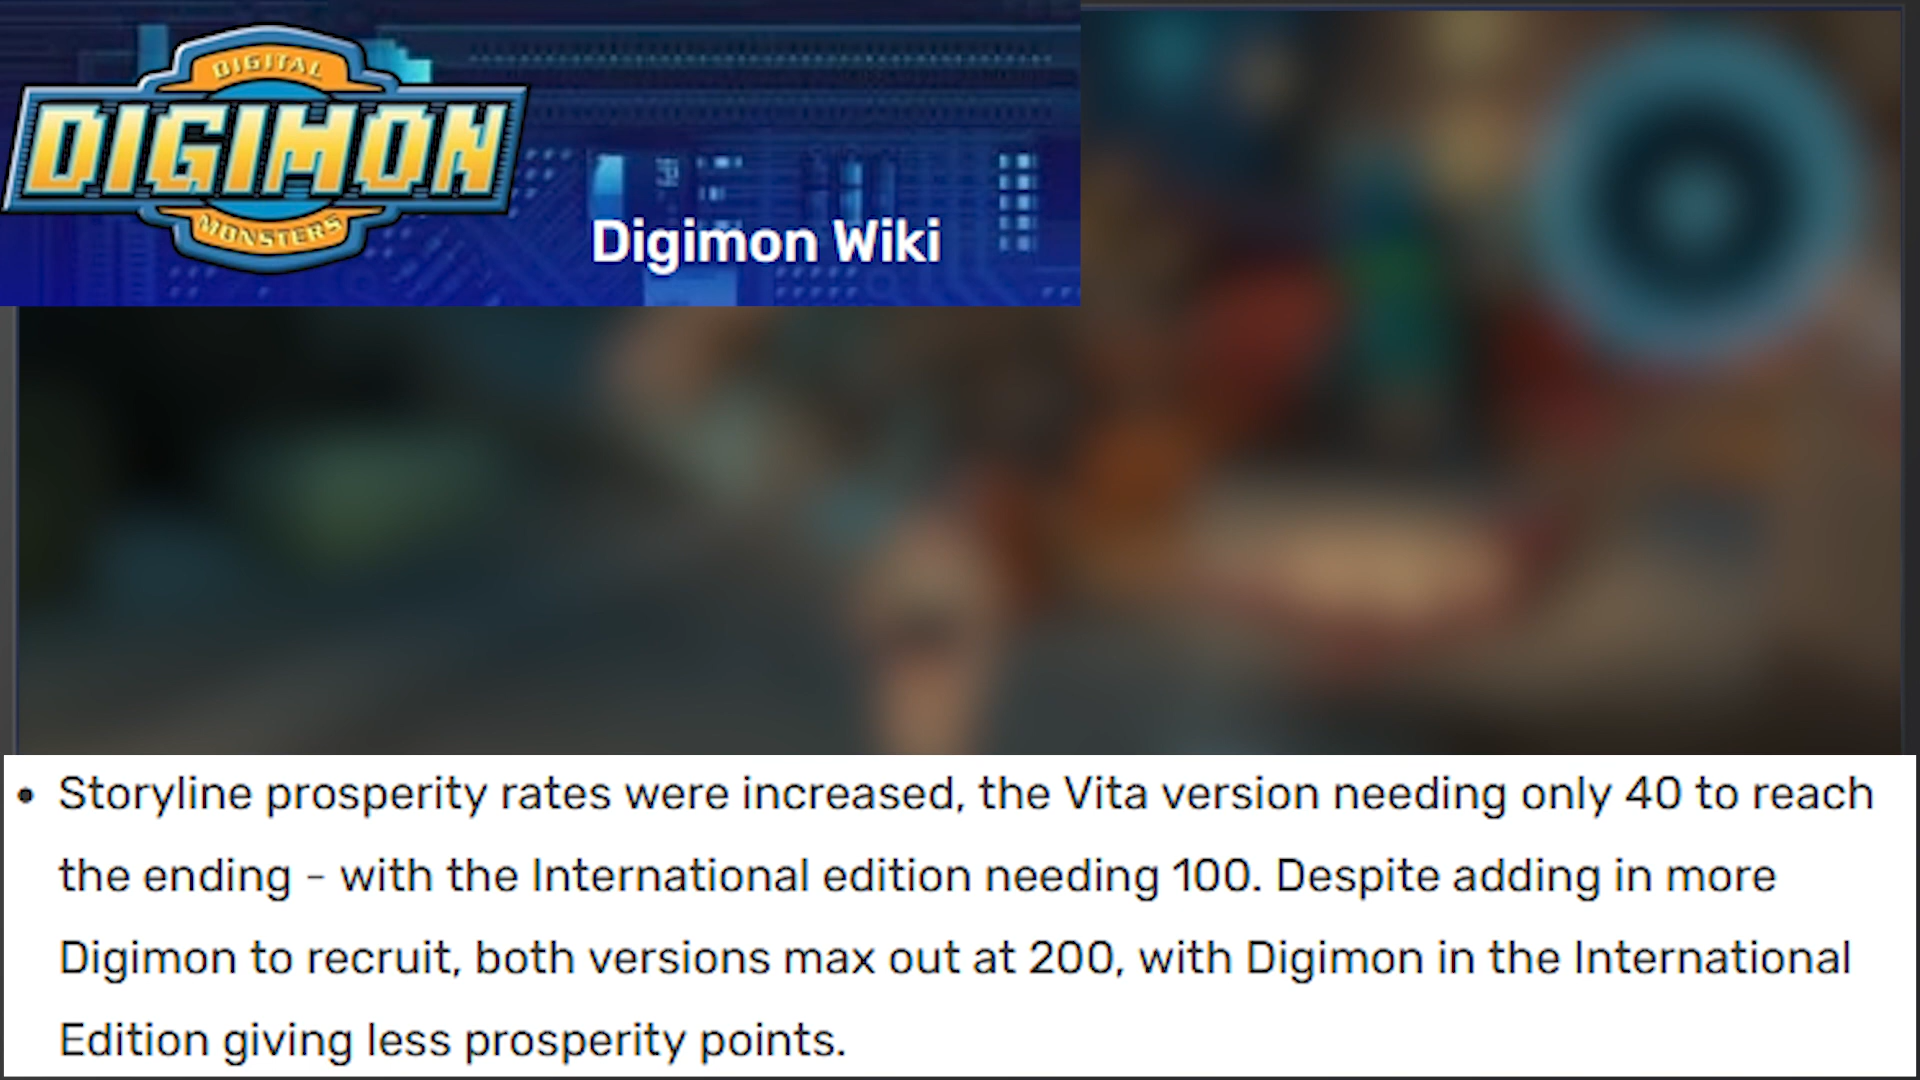 DIGITAL
DIGIMON
MONSTERS
Digimon Wiki
• Storyline prosperity rates were increased, the Vita version needing only 40 to reach
the ending - with the International edition needing 100. Despite adding in more
Digimon to recruit, both versions max out at 200, with Digimon in the International
Edition giving less prosperity points.